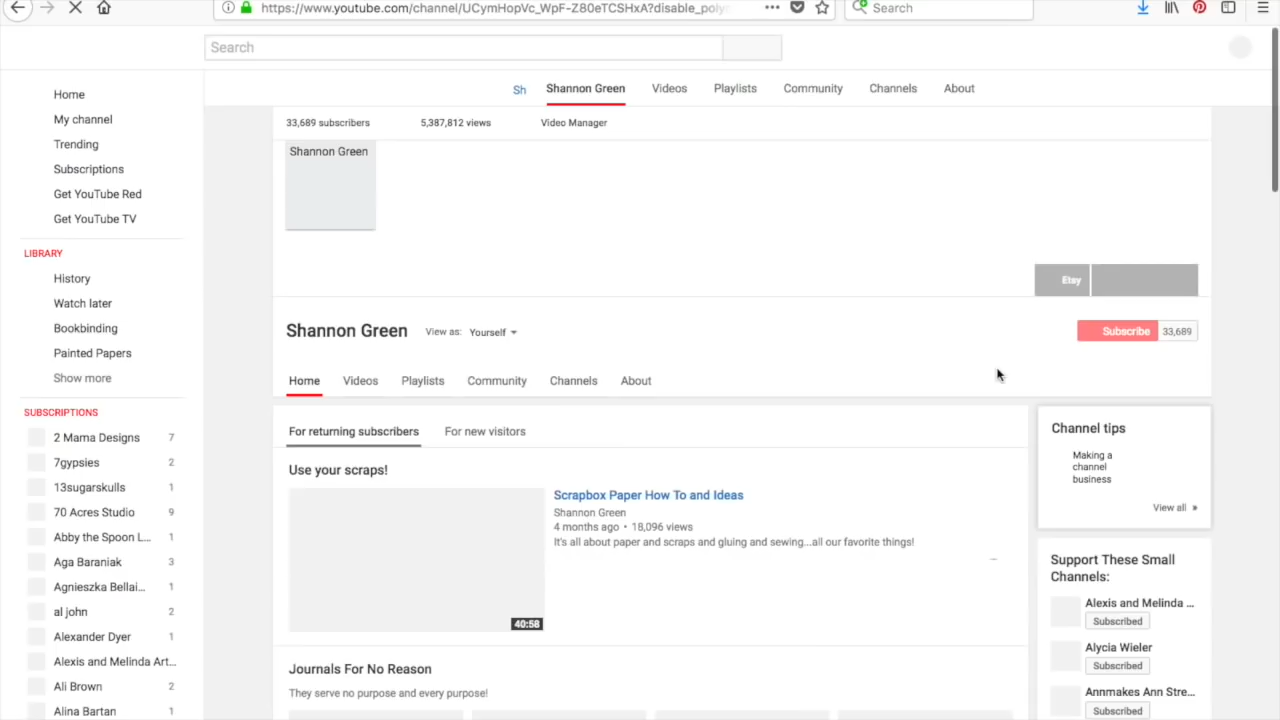 https://www.youtube.com/channel/UCymHopVc_WpF-Z80eTCSHxA?disable_poly
Search
Search
Home
My channel
Trending
Subscriptions
Get YouTube Red
Get YouTube TV
LIBRARY
History
Watch later
Bookbinding
Painted Papers
Show more
SUBSCRIPTIONS
2 Mama Designs 7
7gypsies 2
13sugarskulls 1
70 Acres Studio 9
Abby the Spoon L... 1
Aga Baraniak 3
Agnieszka Bellai... 1
al john 2
Alexander Dyer 1
Alexis and Melinda Art...
Ali Brown 2
Alina Bartan 1
Sh Shannon Green Videos Playlists Community Channels About
33,689 subscribers 5,387,812 views Video Manager
Shannon Green
Etsy
Shannon Green View as: Yourself
Subscribe 33,689
Home Videos Playlists Community Channels About
For returning subscribers For new visitors
Use your scraps!
40:58
Scrapbox Paper How To and Ideas
Shannon Green
4 months ago • 18,096 views
It's all about paper and scraps and gluing and sewing...all our favorite things!
Journals For No Reason
They serve no purpose and every purpose!
Channel tips
Making a
channel
business
View all »
Support These Small
Channels:
Alexis and Melinda ...
Subscribed
Alycia Wieler
Subscribed
Annmakes Ann Stre...
Subscribed